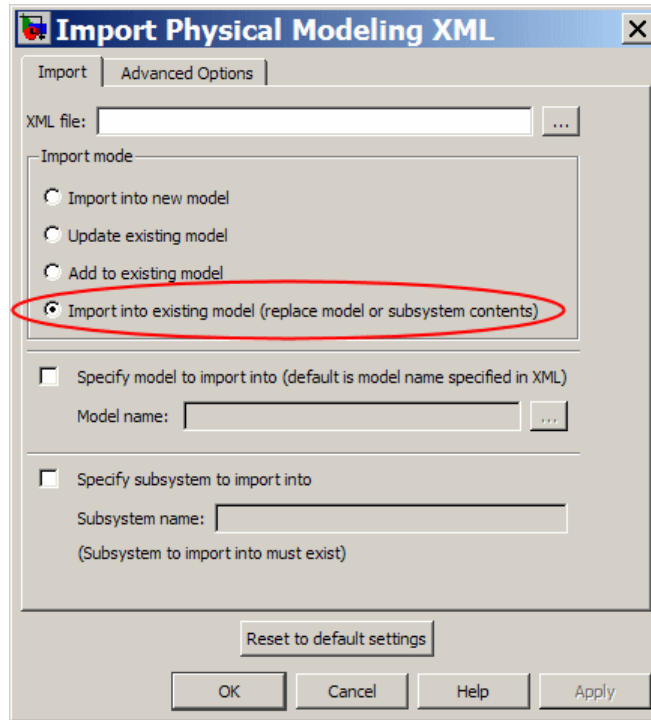 Import Physical Modeling XML
Import Advanced Options
XML file: ...
Import mode
Import into new model
Update existing model
Add to existing model
Import into existing model (replace model or subsystem contents)
Specify model to import into (default is model name specified in XML)
Model name: ...
Specify subsystem to import into
Subsystem name:
(Subsystem to import into must exist)
Reset to default settings
OK Cancel Help Apply